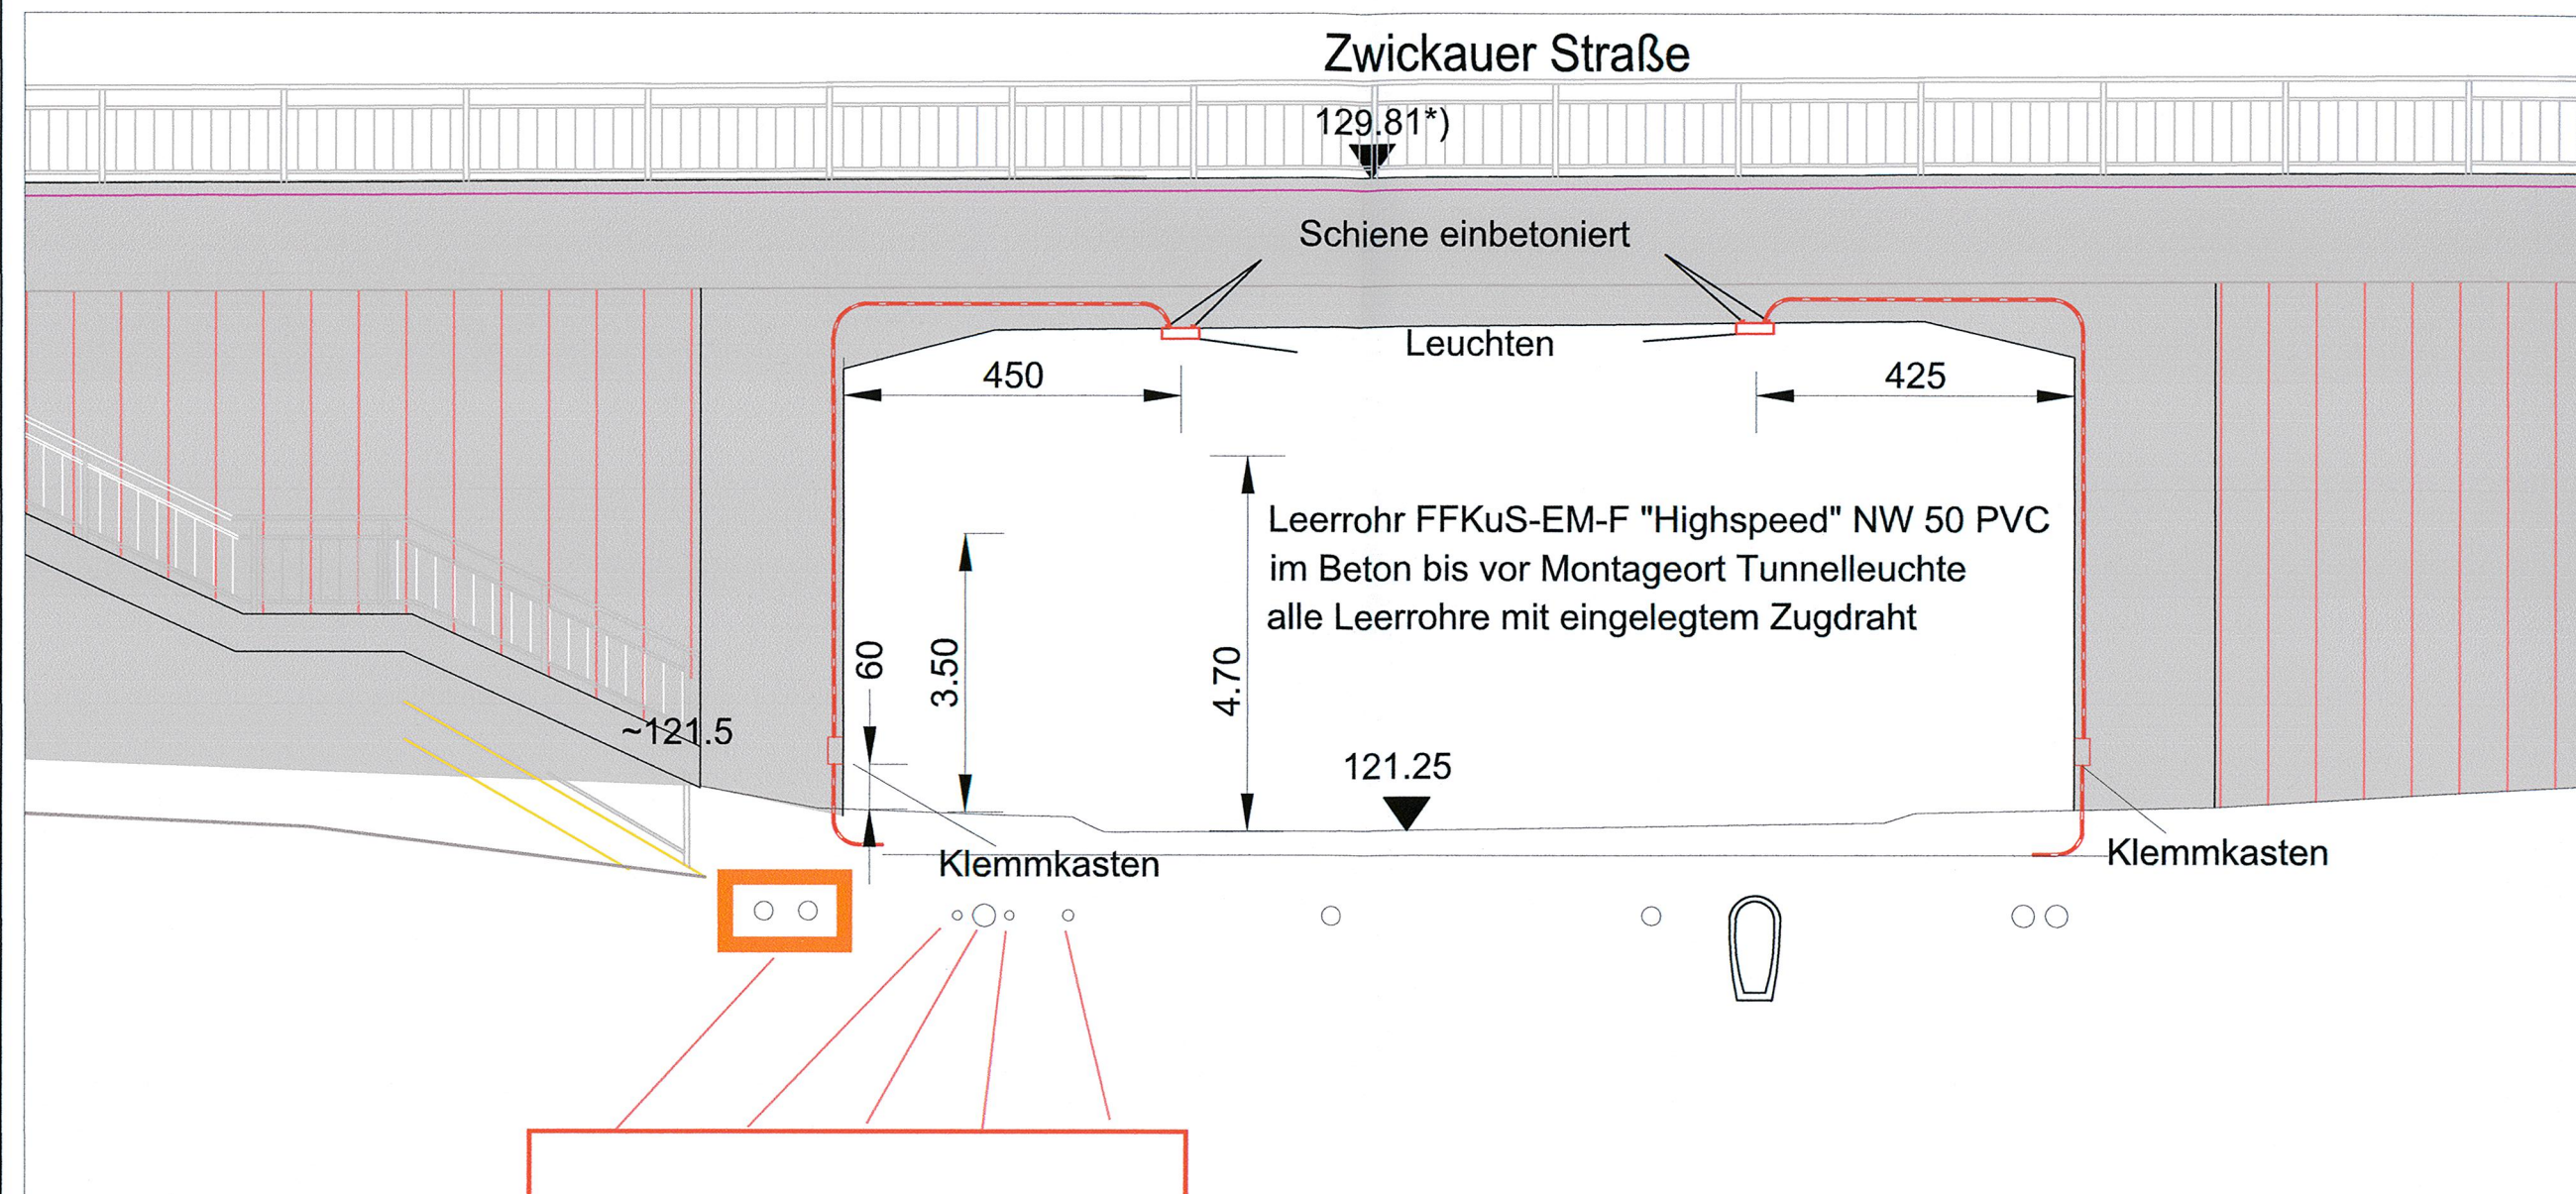 Zwickauer Straße
129.81*)
Schiene einbetoniert
Leuchten
450
425
Leerrohr FFKuS-EM-F "Highspeed" NW 50 PVC
im Beton bis vor Montageort Tunnelleuchte
alle Leerrohre mit eingelegtem Zugdraht
60
3.50
4.70
~121.5
121.25
Klemmkasten
Klemmkasten